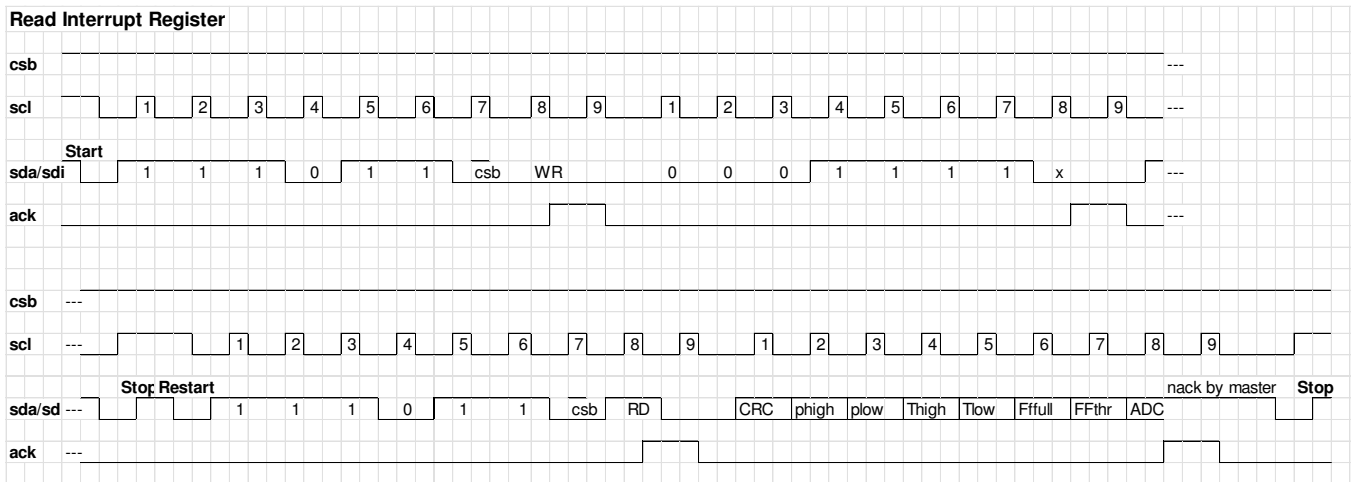 Read Interrupt Register
csb ---
scl 1 2 3 4 5 6 7 8 9 1 2 3 4 5 6 7 8 9 ---
Start
sda/sdi 1 1 1 0 1 1 csb WR 0 0 0 1 1 1 1 x ---
ack ---
csb ---
scl --- 1 2 3 4 5 6 7 8 9 1 2 3 4 5 6 7 8 9
Stop Restart nack by master Stop
sda/sd --- 1 1 1 0 1 1 csb RD CRC phigh plow Thigh Tlow Fffull FFthr ADC
ack ---